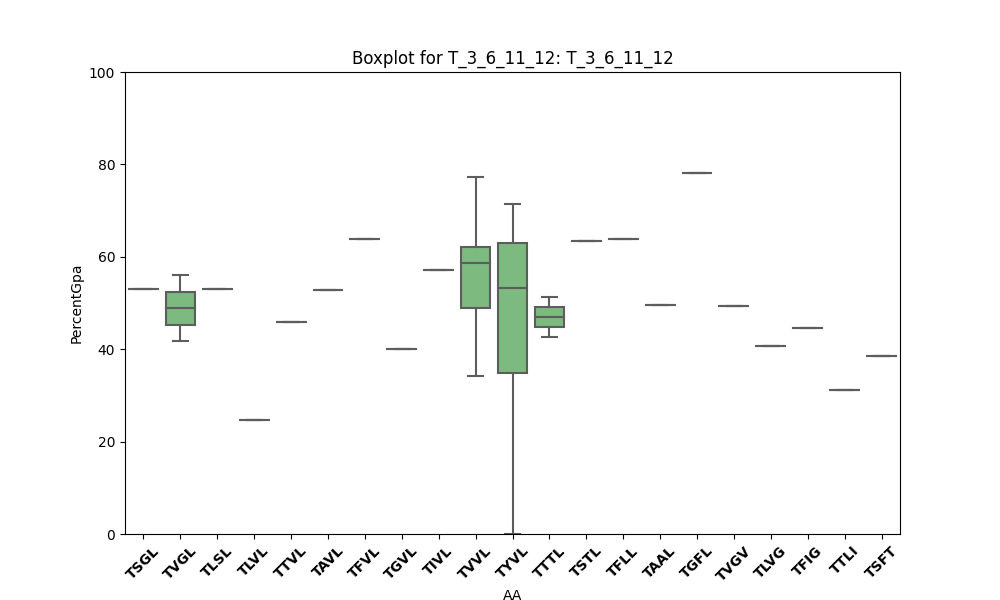 Boxplot for T_3_6_11_12: T_3_6_11_12
PercentGpa
100
80
60
40
20
0
TSGL
TVGL
TLSL
TLVL
TTVL
TAVL
TFVL
TGVL
TIVL
TVVL
TYVL
TTTL
TSTL
TFLL
TAAL
TGFL
TVGV
TLVG
TFIG
TTLI
TSFT
AA